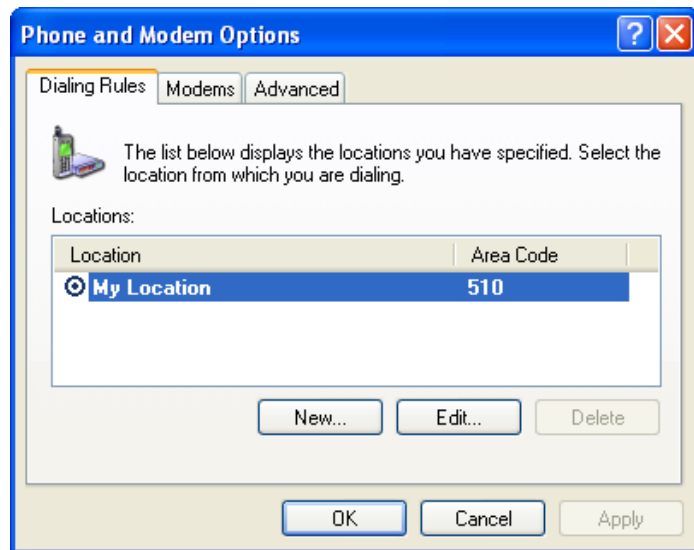 Phone and Modem Options
Dialing Rules Modems Advanced
The list below displays the locations you have specified. Select the
location from which you are dialing.
Locations:
Location Area Code
My Location 510
New... Edit... Delete
OK Cancel Apply